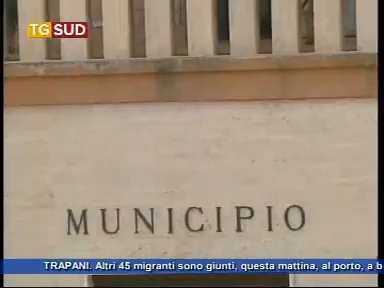 TG SUD
MUNICIPIO
TRAPANI. Altri 45 migranti sono giunti, questa mattina, al porto, a b